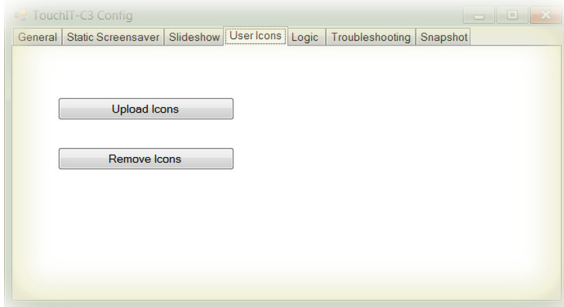 TouchIT-C3 Config
General Static Screensaver Slideshow User Icons Logic Troubleshooting Snapshot
Upload Icons
Remove Icons